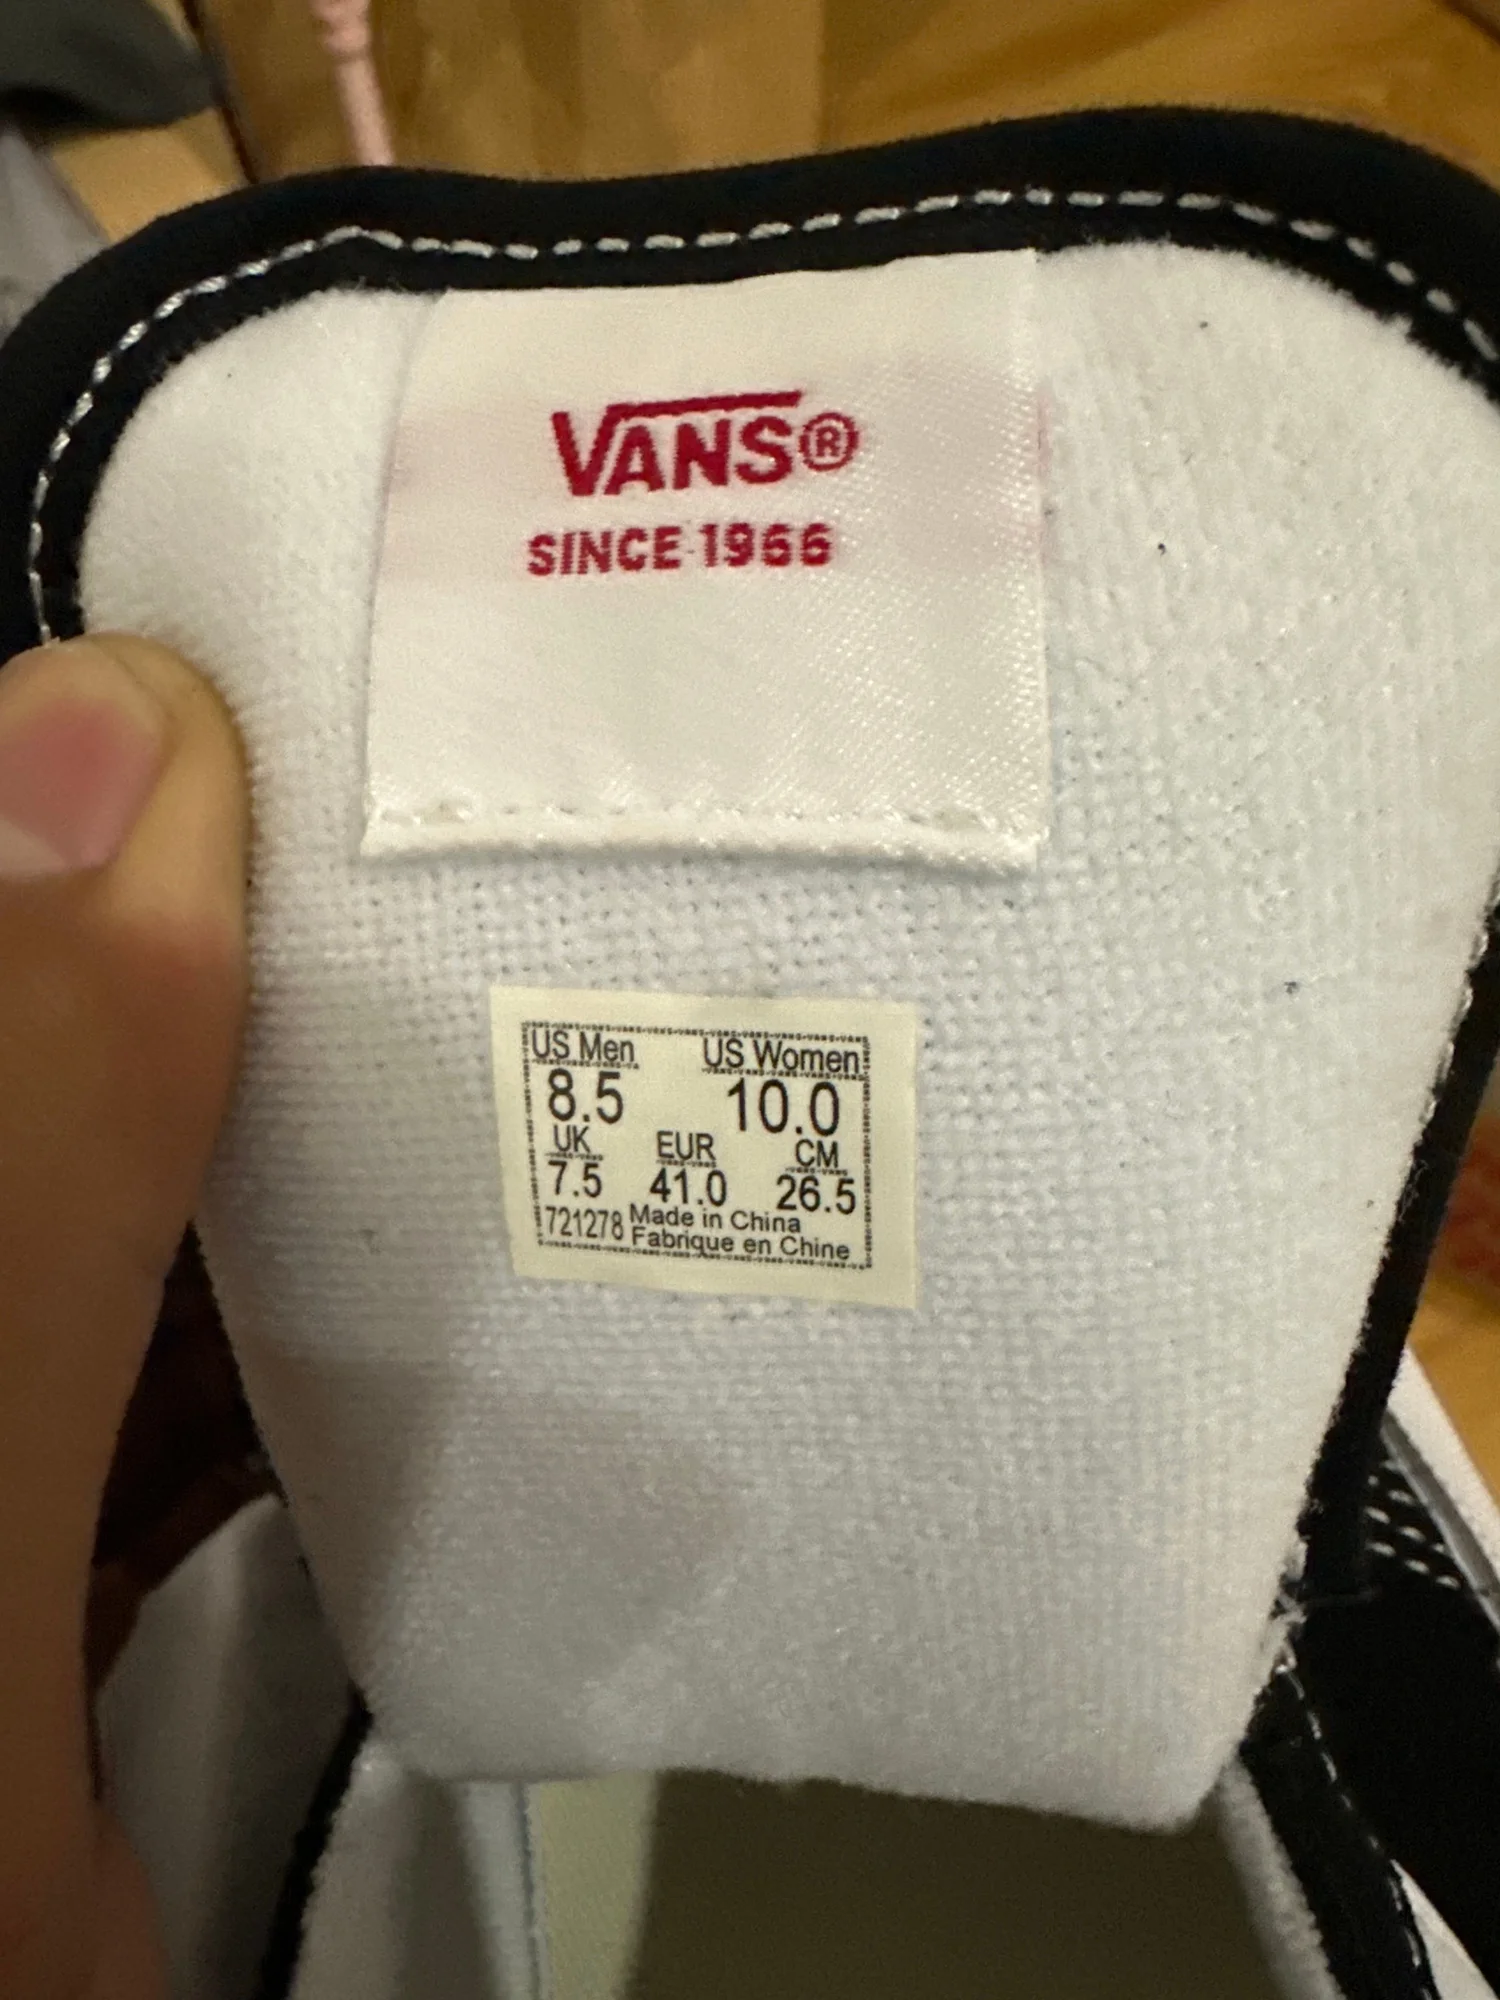 VANS®
SINCE 1966
US Men US Women
8.5 10.0
UK EUR CM
7.5 41.0 26.5
721278 Made in China
Fabrique en Chine